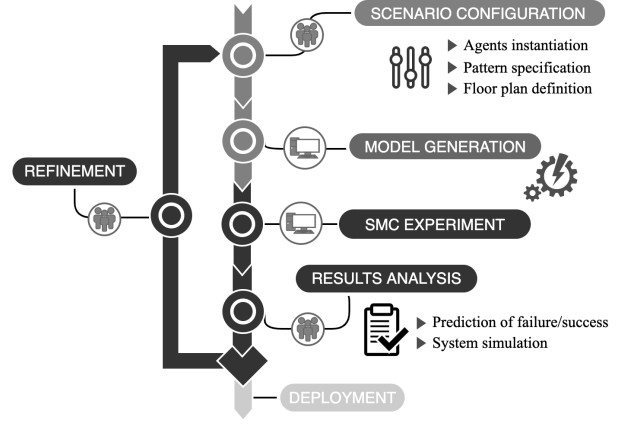 SCENARIO CONFIGURATION
Agents instantiation
Pattern specification
Floor plan definition
MODEL GENERATION
REFINEMENT
SMC EXPERIMENT
RESULTS ANALYSIS
Prediction of failure/success
System simulation
DEPLOYMENT